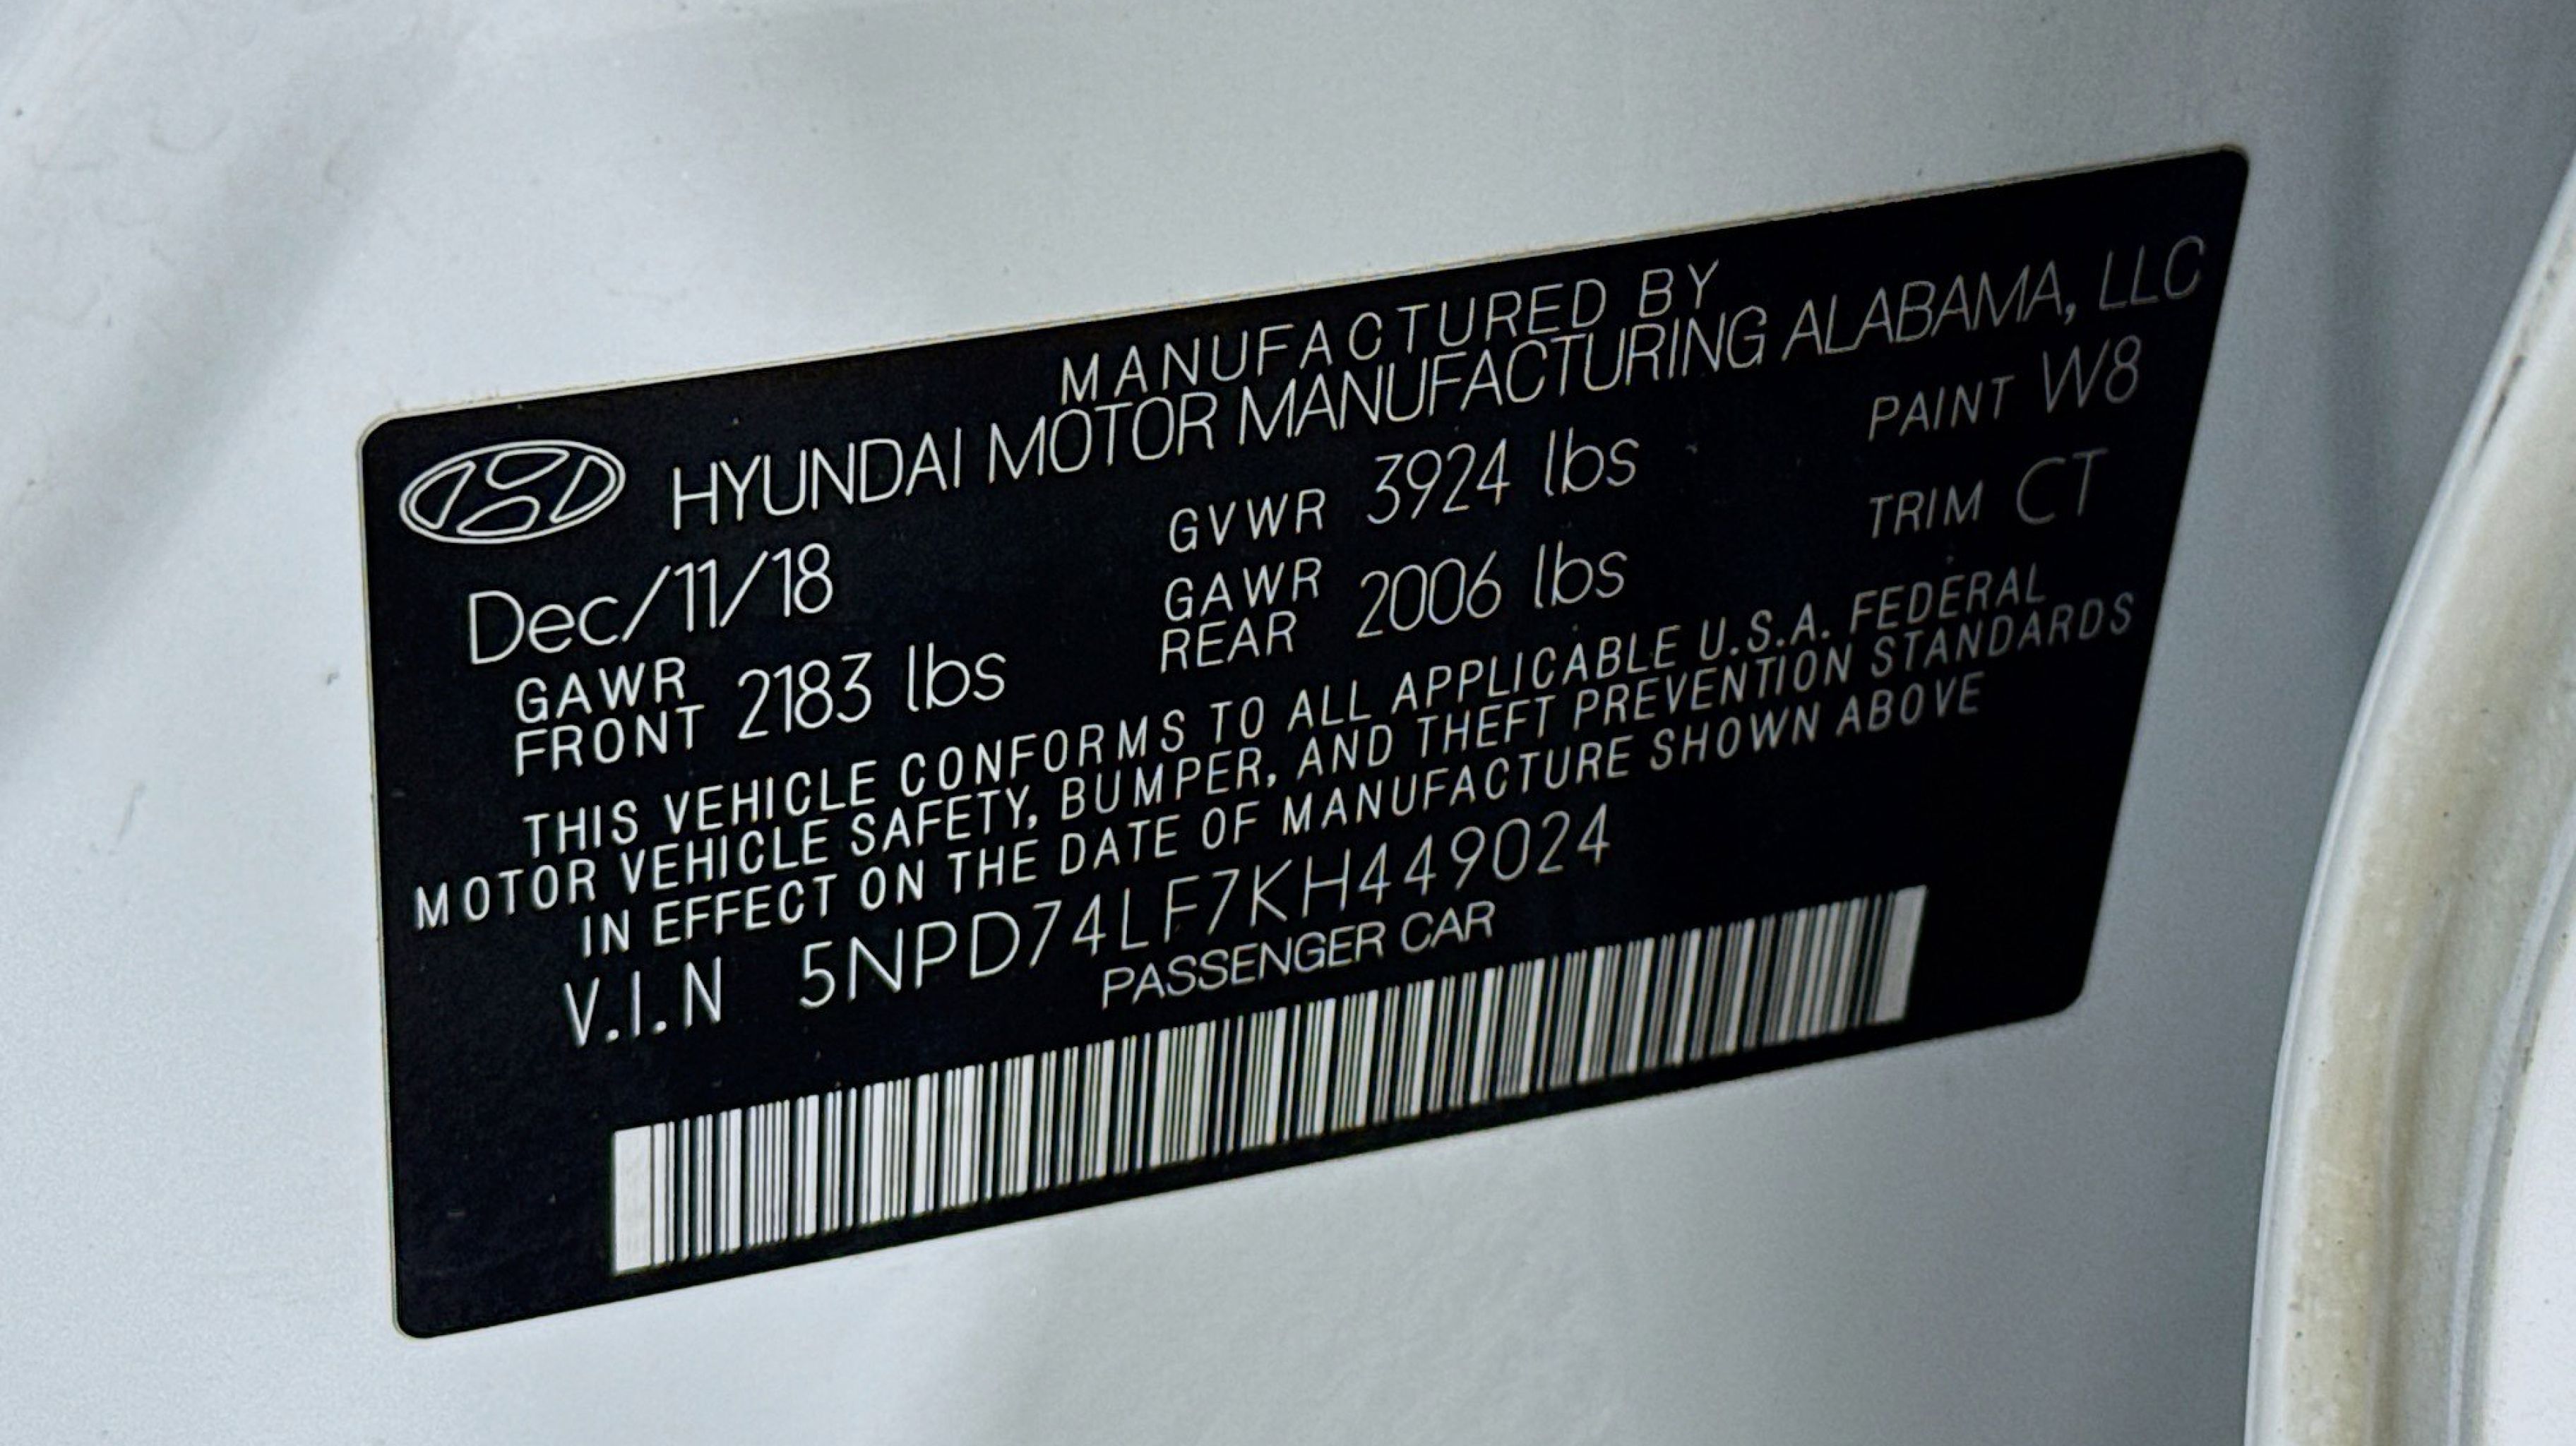 MANUFACTURED BY
HYUNDAI MOTOR MANUFACTURING ALABAMA, LLC
Dec/11/18 GVWR 3924 lbs PAINT W8
GAWR FRONT 2183 lbs GAWR REAR 2006 lbs TRIM CT
THIS VEHICLE CONFORMS TO ALL APPLICABLE U.S.A. FEDERAL
MOTOR VEHICLE SAFETY, BUMPER, AND THEFT PREVENTION STANDARDS
IN EFFECT ON THE DATE OF MANUFACTURE SHOWN ABOVE
V.I.N 5NPD74LF7KH449024
PASSENGER CAR